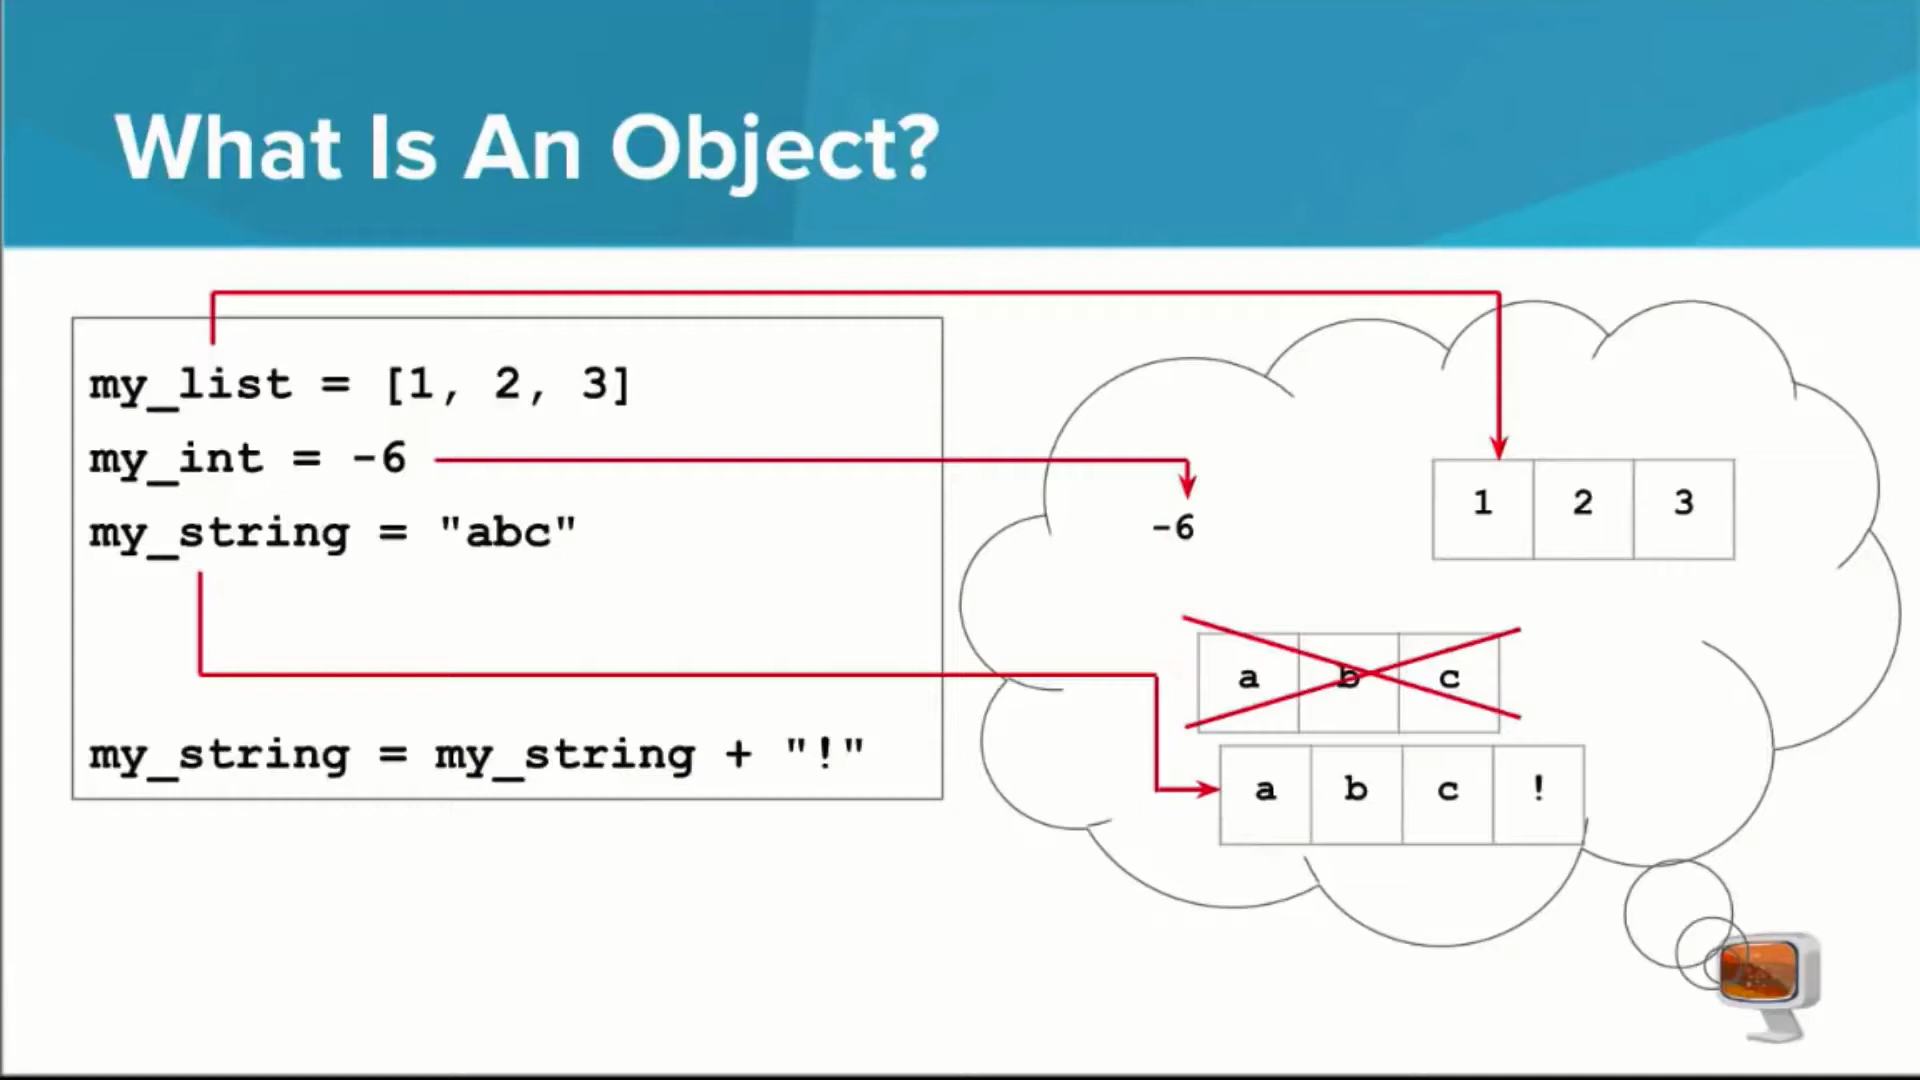 What Is An Object?
my_list = [1, 2, 3]
my_int = -6
my_string = "abc"
my_string = my_string + "!"
-6
1 2 3
a b c
a b c !